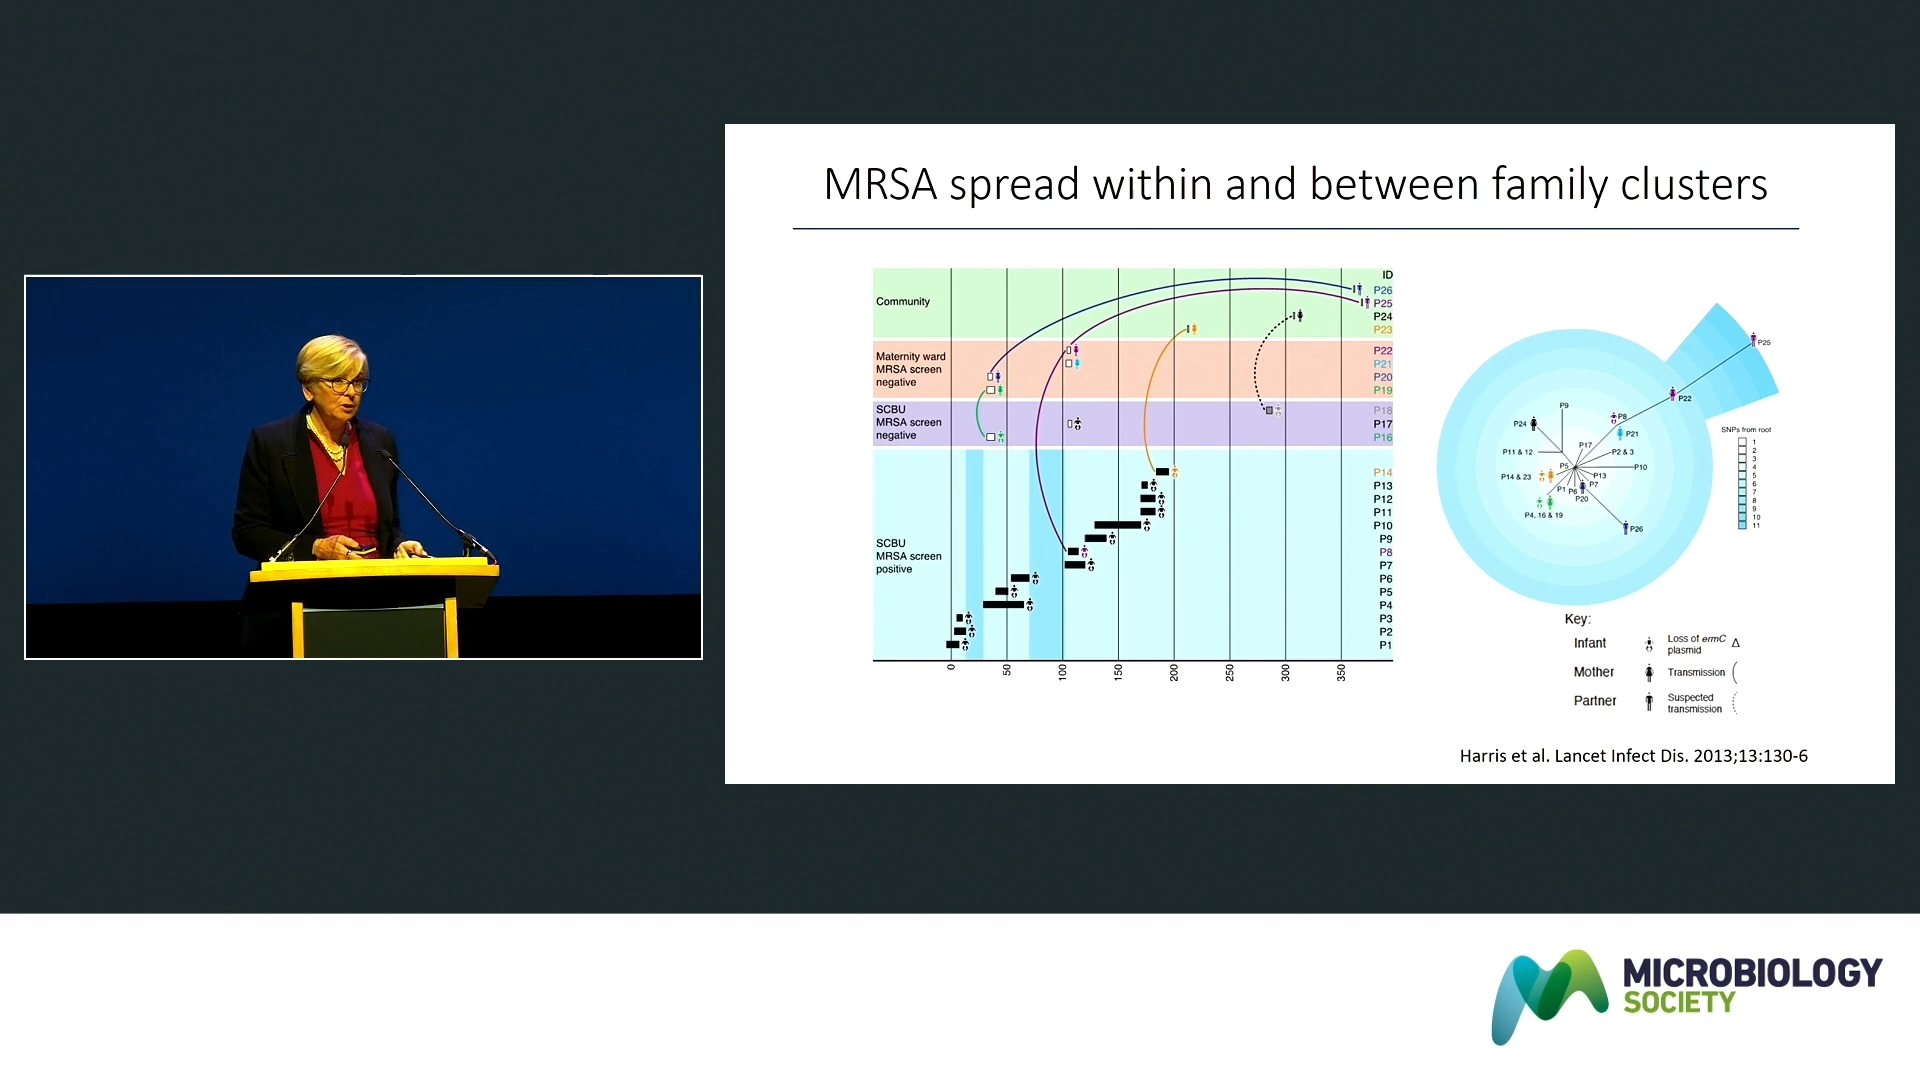 MRSA spread within and between family clusters
Community
Maternity ward
MRSA screen
negative
SCBU
MRSA screen
negative
SCBU
MRSA screen
positive
ID
P26
P25
P24
P23
P22
P21
P20
P19
P18
P17
P16
P14
P13
P12
P11
P10
P9
P8
P7
P6
P5
P4
P3
P2
P1
0
50
100
150
200
250
300
350
P25
P22
P9
P8
P24
P21
P17
P11 & 12
P2 & 3
P5
P10
P14 & 23
P13
P1
P6
P7
P20
P4, 16 & 19
P26
SNPs from root
1
2
3
4
5
6
7
8
9
10
11
Key:
Infant
Loss of ermC
plasmid
Δ
Mother
Transmission
Partner
Suspected
transmission
Harris et al. Lancet Infect Dis. 2013;13:130-6
MICROBIOLOGY
SOCIETY